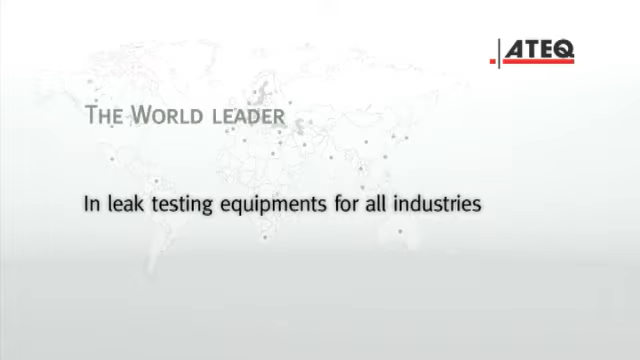 ATEQ
THE WORLD LEADER
In leak testing equipments for all industries